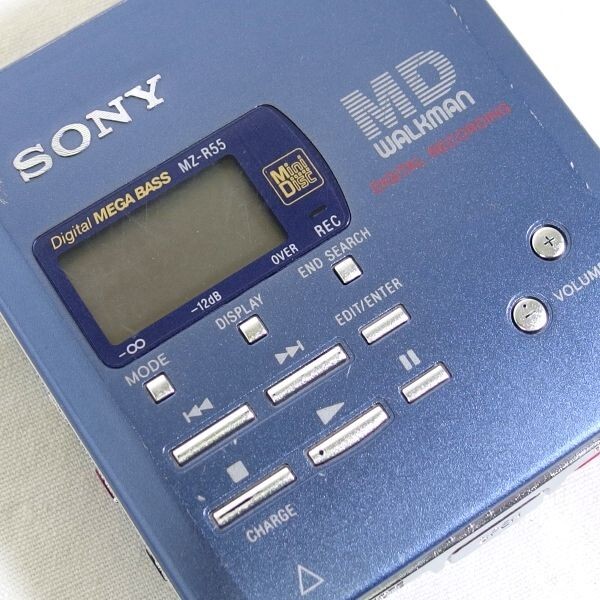 SONY
MD
WALKMAN
DIGITAL RECORDING
Digital MEGA BASS MZ-R55
Mini
Disc
REC
-∞ -12dB OVER
MODE
DISPLAY
END SEARCH
EDIT/ENTER
VOLUME
CHARGE